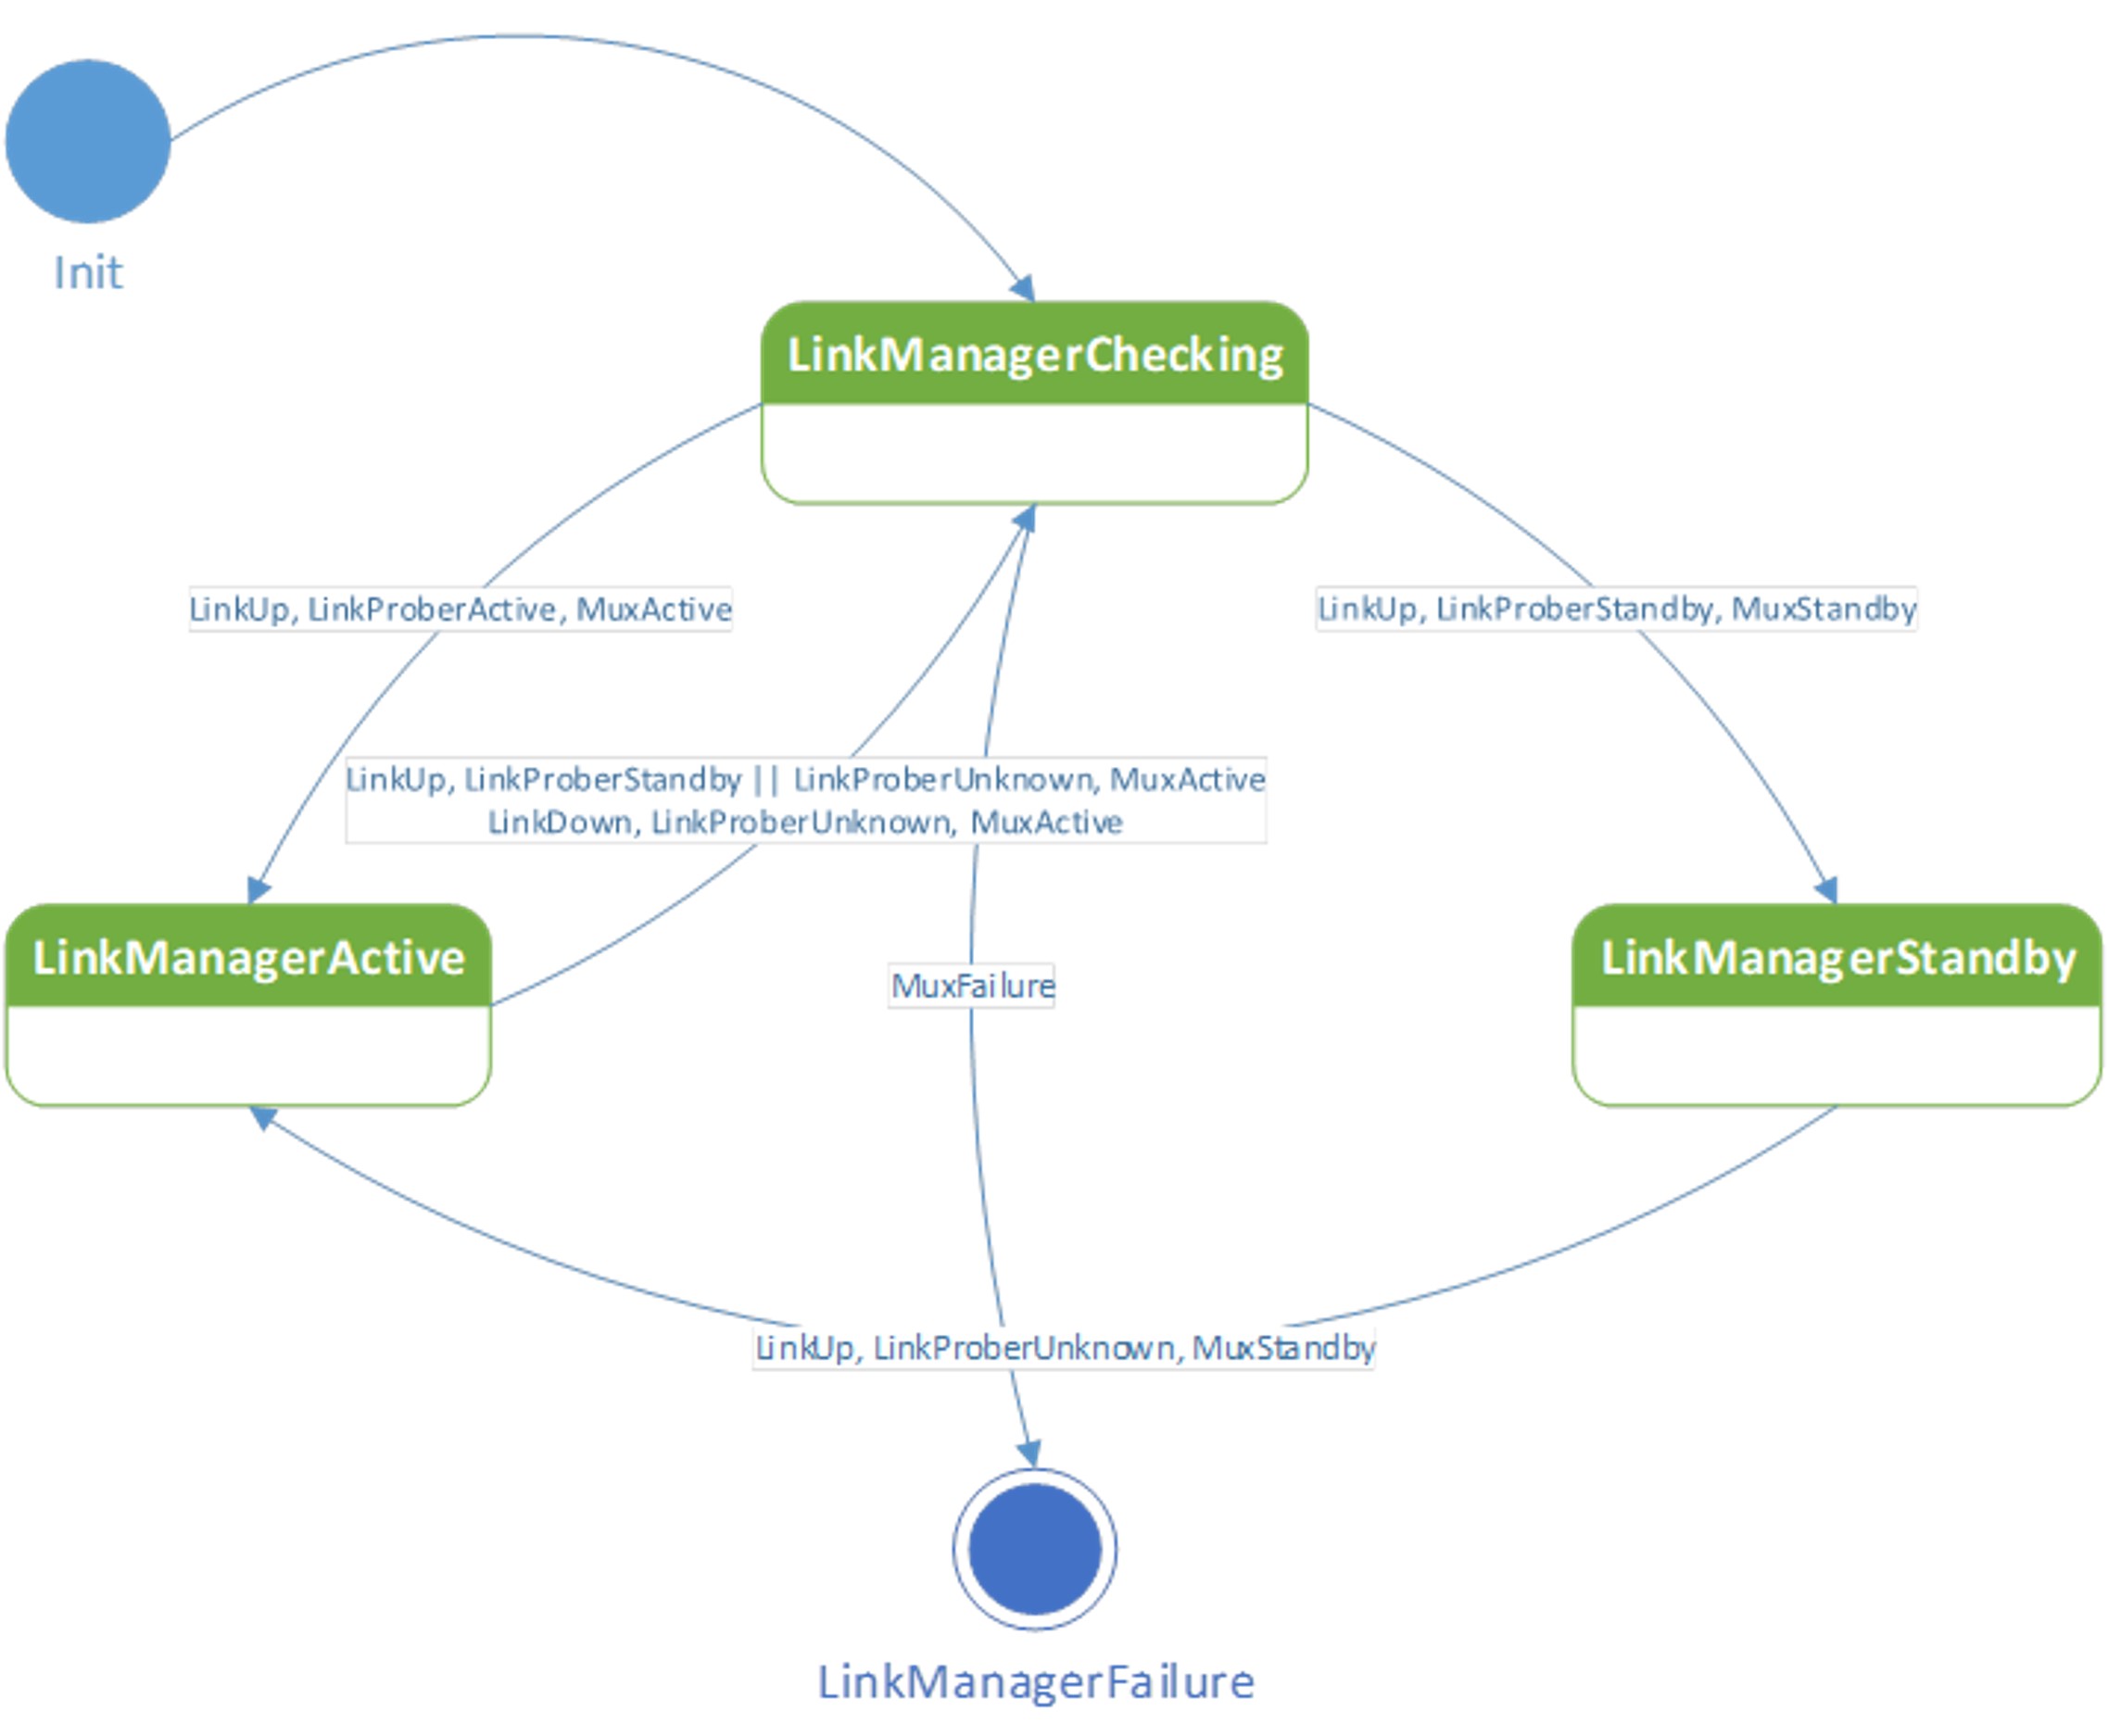 Init
LinkManagerChecking
LinkUp, LinkProberActive, MuxActive
LinkUp, LinkProberStandby, MuxStandby
LinkUp, LinkProberStandby || LinkProberUnknown, MuxActive
LinkDown, LinkProberUnknown, MuxActive
LinkManagerActive
MuxFailure
LinkManagerStandby
LinkUp, LinkProberUnknown, MuxStandby
LinkManagerFailure